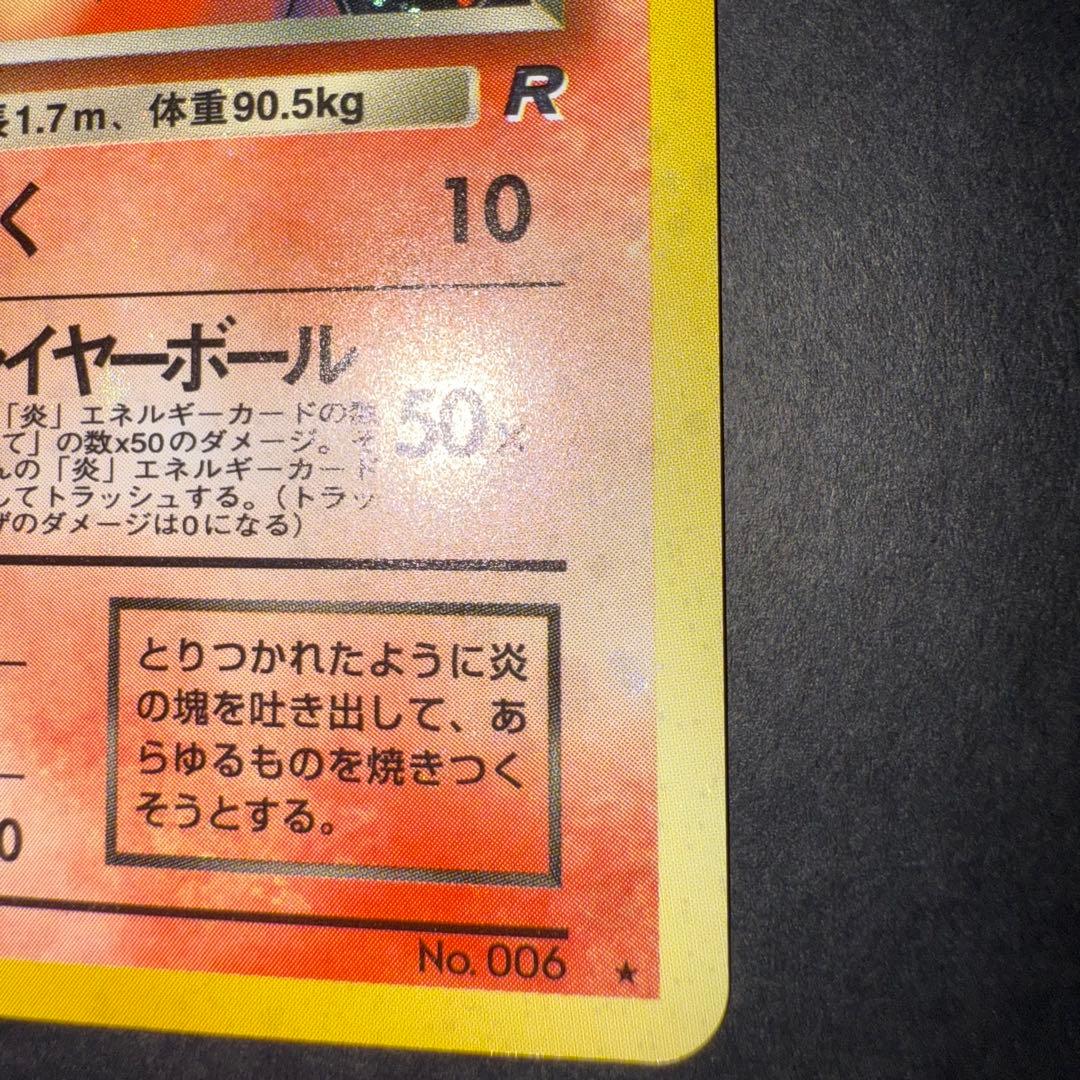 長1.7m、体重90.5kg
R
く 10
イヤーボール
50×
「炎」エネルギーカードの数
て」の数x50のダメージ。そ
んの「炎」エネルギーカード
してトラッシュする。（トラッ
ザのダメージは0になる）
とりつかれたように炎
の塊を吐き出して、あ
らゆるものを焼きつく
そうとする。
0
No. 006 ★